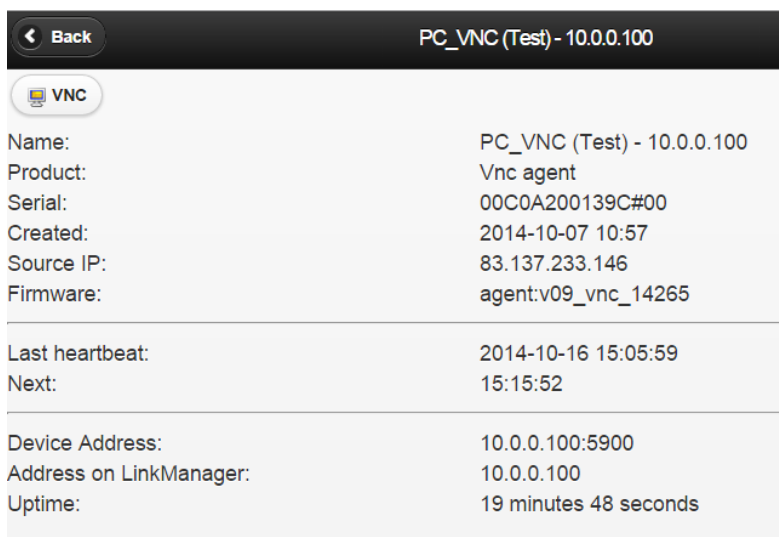 Back
PC_VNC (Test) - 10.0.0.100
VNC
Name: PC_VNC (Test) - 10.0.0.100
Product: Vnc agent
Serial: 00C0A200139C#00
Created: 2014-10-07 10:57
Source IP: 83.137.233.146
Firmware: agent:v09_vnc_14265
Last heartbeat: 2014-10-16 15:05:59
Next: 15:15:52
Device Address: 10.0.0.100:5900
Address on LinkManager: 10.0.0.100
Uptime: 19 minutes 48 seconds